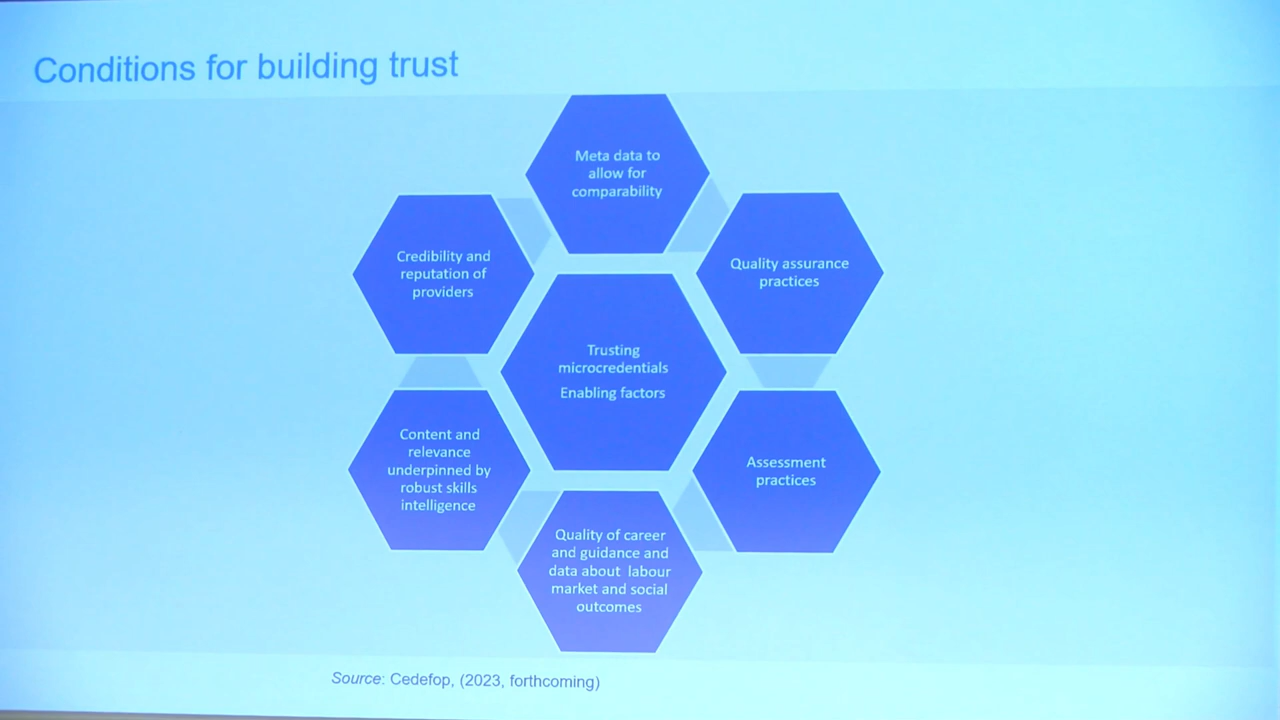 Conditions for building trust
Meta data to
allow for
comparability
Credibility and
reputation of
providers
Quality assurance
practices
Trusting
microcredentials
Enabling factors
Content and
relevance
underpinned by
robust skills
intelligence
Assessment
practices
Quality of career
and guidance and
data about labour
market and social
outcomes
Source: Cedefop, (2023, forthcoming)